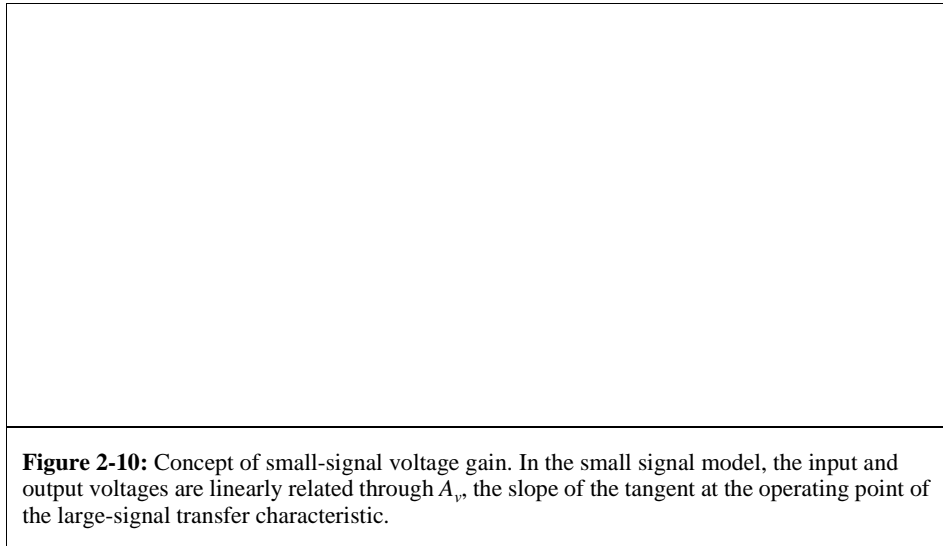 Figure 2-10: Concept of small-signal voltage gain. In the small signal model, the input and
output voltages are linearly related through Av, the slope of the tangent at the operating point of
the large-signal transfer characteristic.